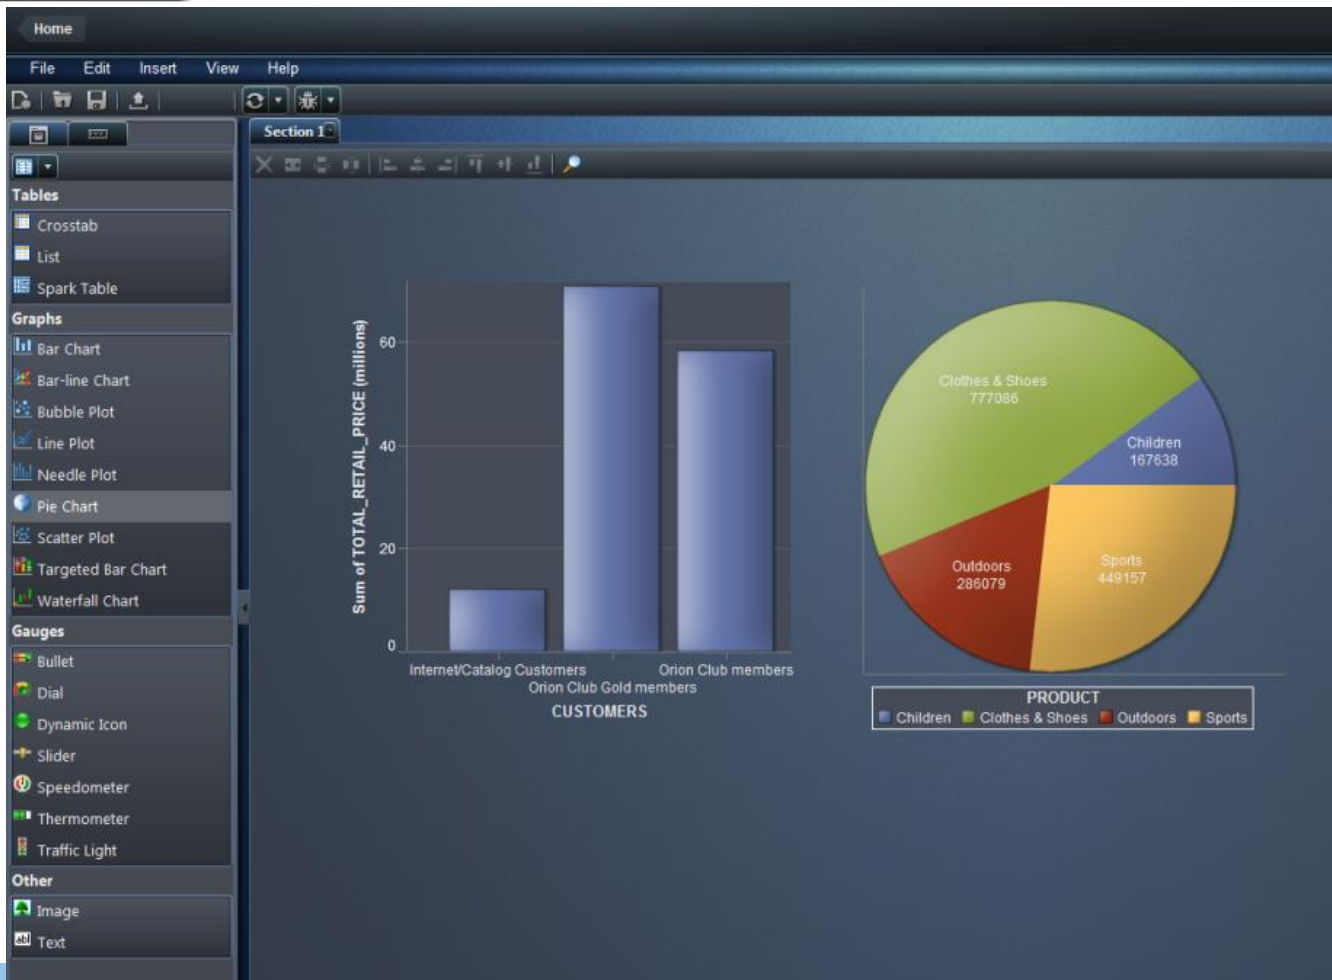 Home
File Edit Insert View Help
Section 1
Tables
Crosstab
List
Spark Table
Graphs
Bar Chart
Bar-line Chart
Bubble Plot
Line Plot
Needle Plot
Pie Chart
Scatter Plot
Targeted Bar Chart
Waterfall Chart
Gauges
Bullet
Dial
Dynamic Icon
Slider
Speedometer
Thermometer
Traffic Light
Other
Image
abl Text
Sum of TOTAL_RETAIL_PRICE (millions)
60
40
20
0
Internet/Catalog Customers
Orion Club Gold members
Orion Club members
CUSTOMERS
Clothes & Shoes
777086
Children
167638
Outdoors
286079
Sports
449157
PRODUCT
Children Clothes & Shoes Outdoors Sports